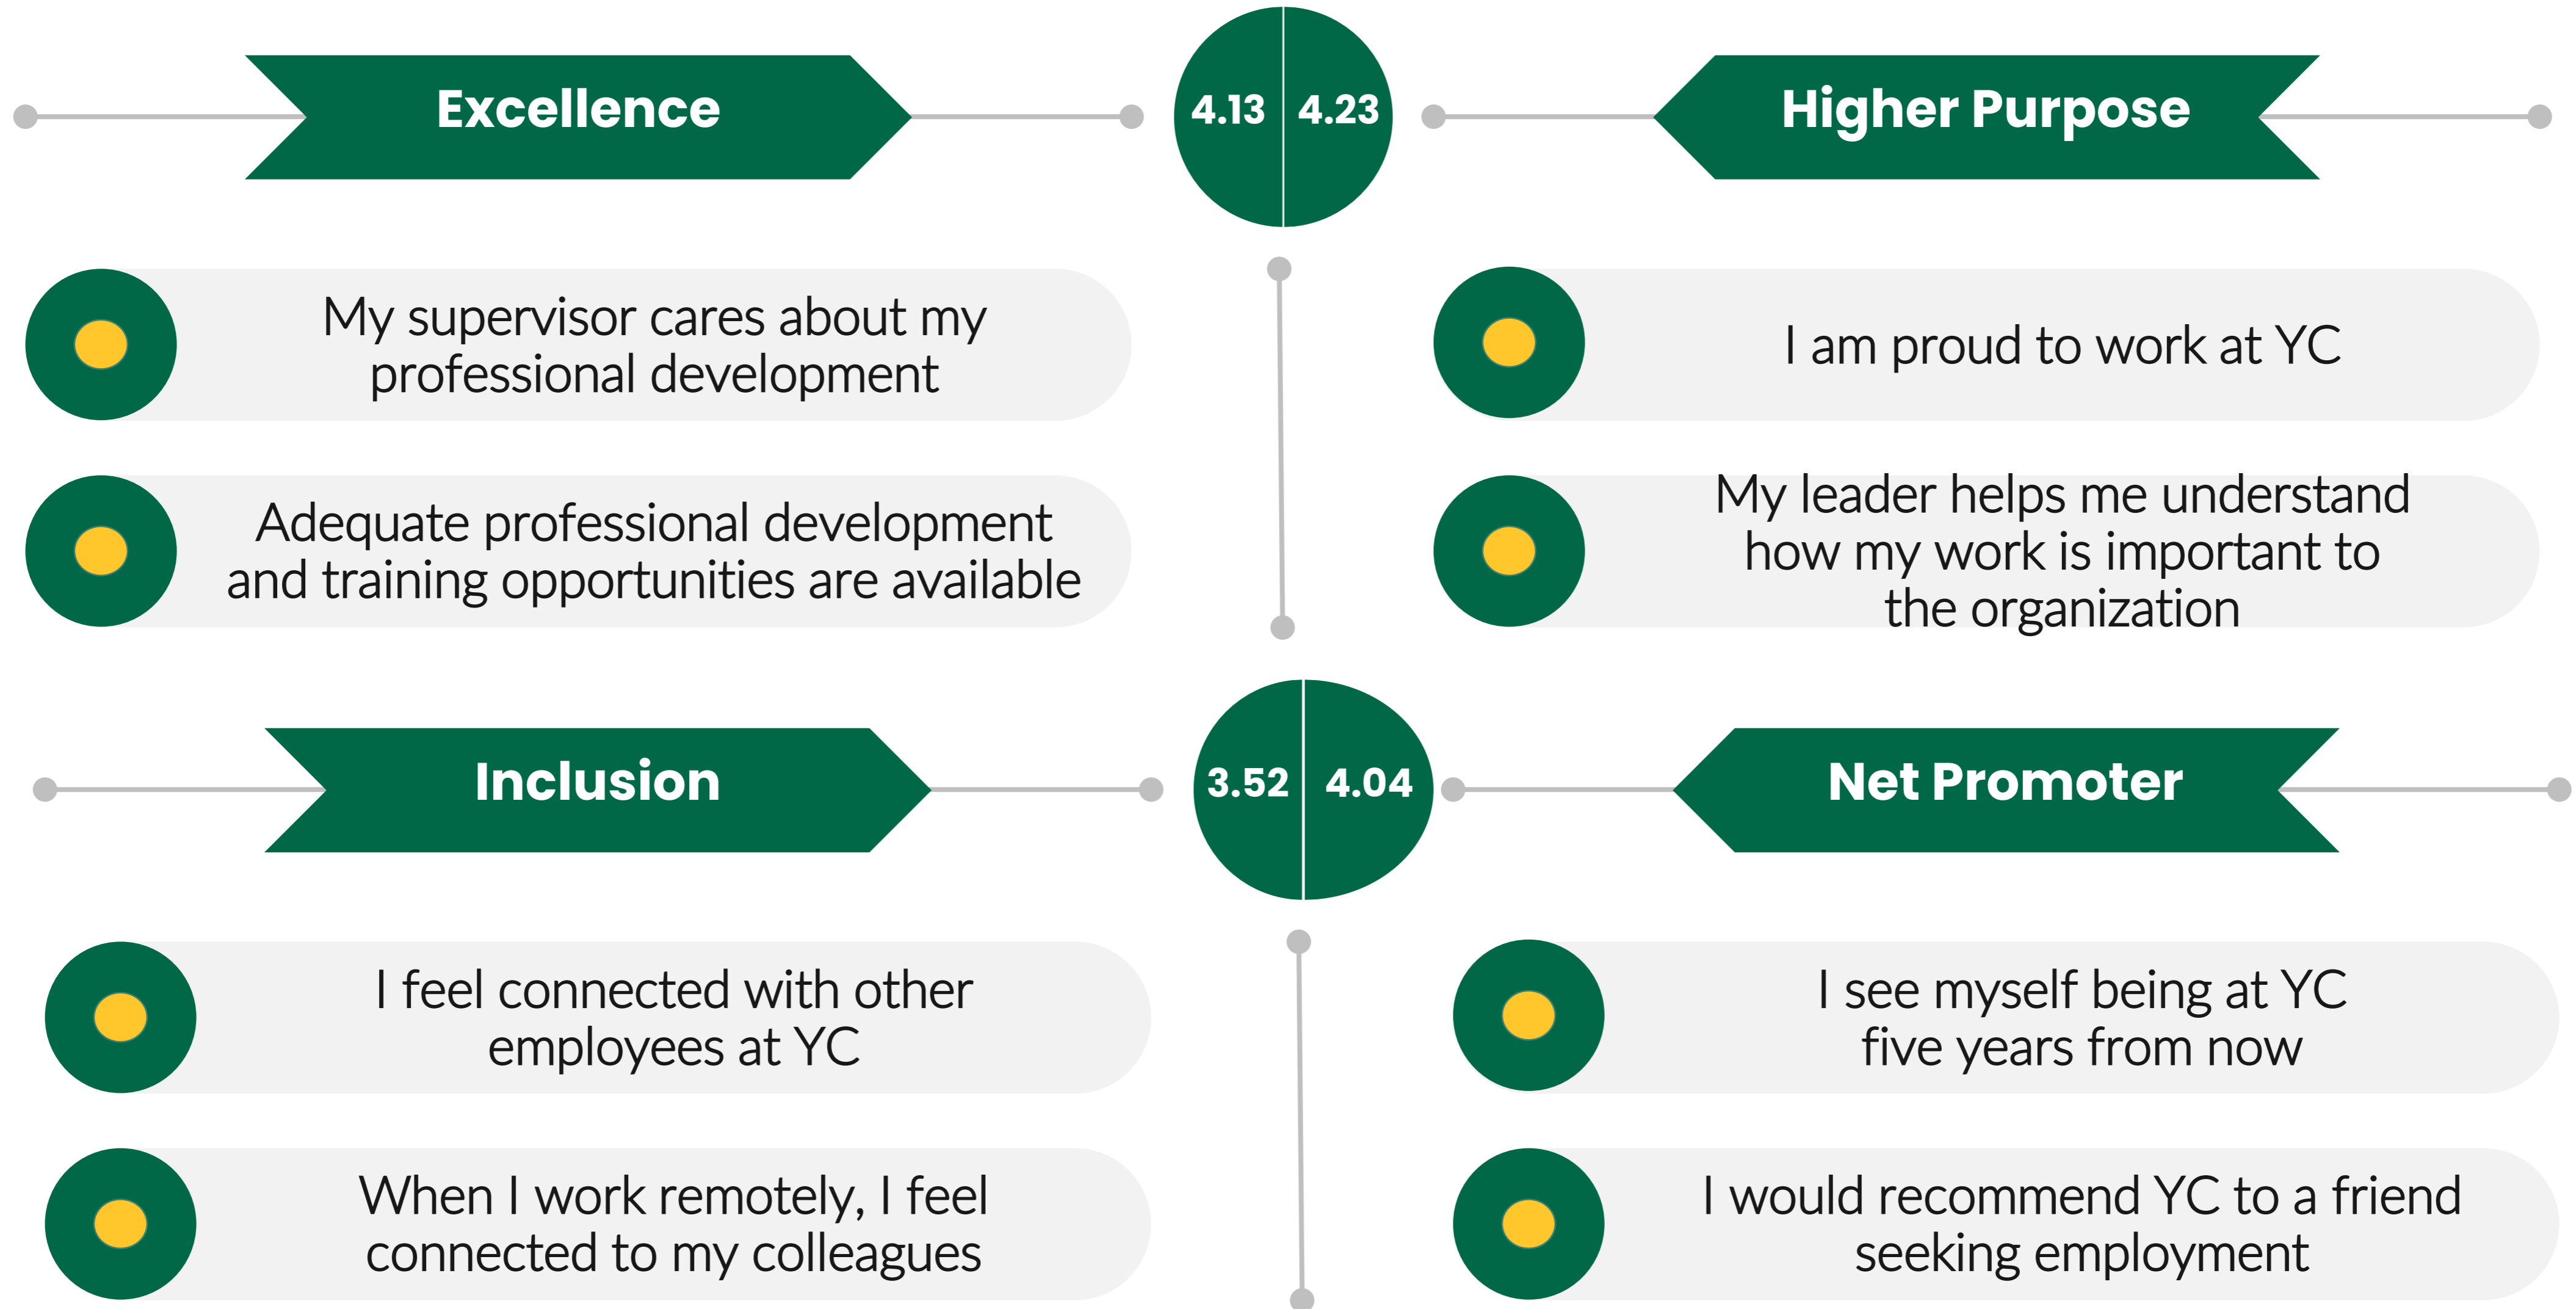 Excellence
4.13
4.23
Higher Purpose
My supervisor cares about my
professional development
Adequate professional development
and training opportunities are available
I am proud to work at YC
My leader helps me understand
how my work is important to
the organization
Inclusion
3.52
4.04
Net Promoter
I feel connected with other
employees at YC
When I work remotely, I feel
connected to my colleagues
I see myself being at YC
five years from now
I would recommend YC to a friend
seeking employment